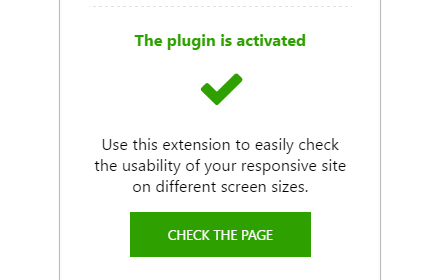 The plugin is activated
Use this extension to easily check
the usability of your responsive site
on different screen sizes.
CHECK THE PAGE